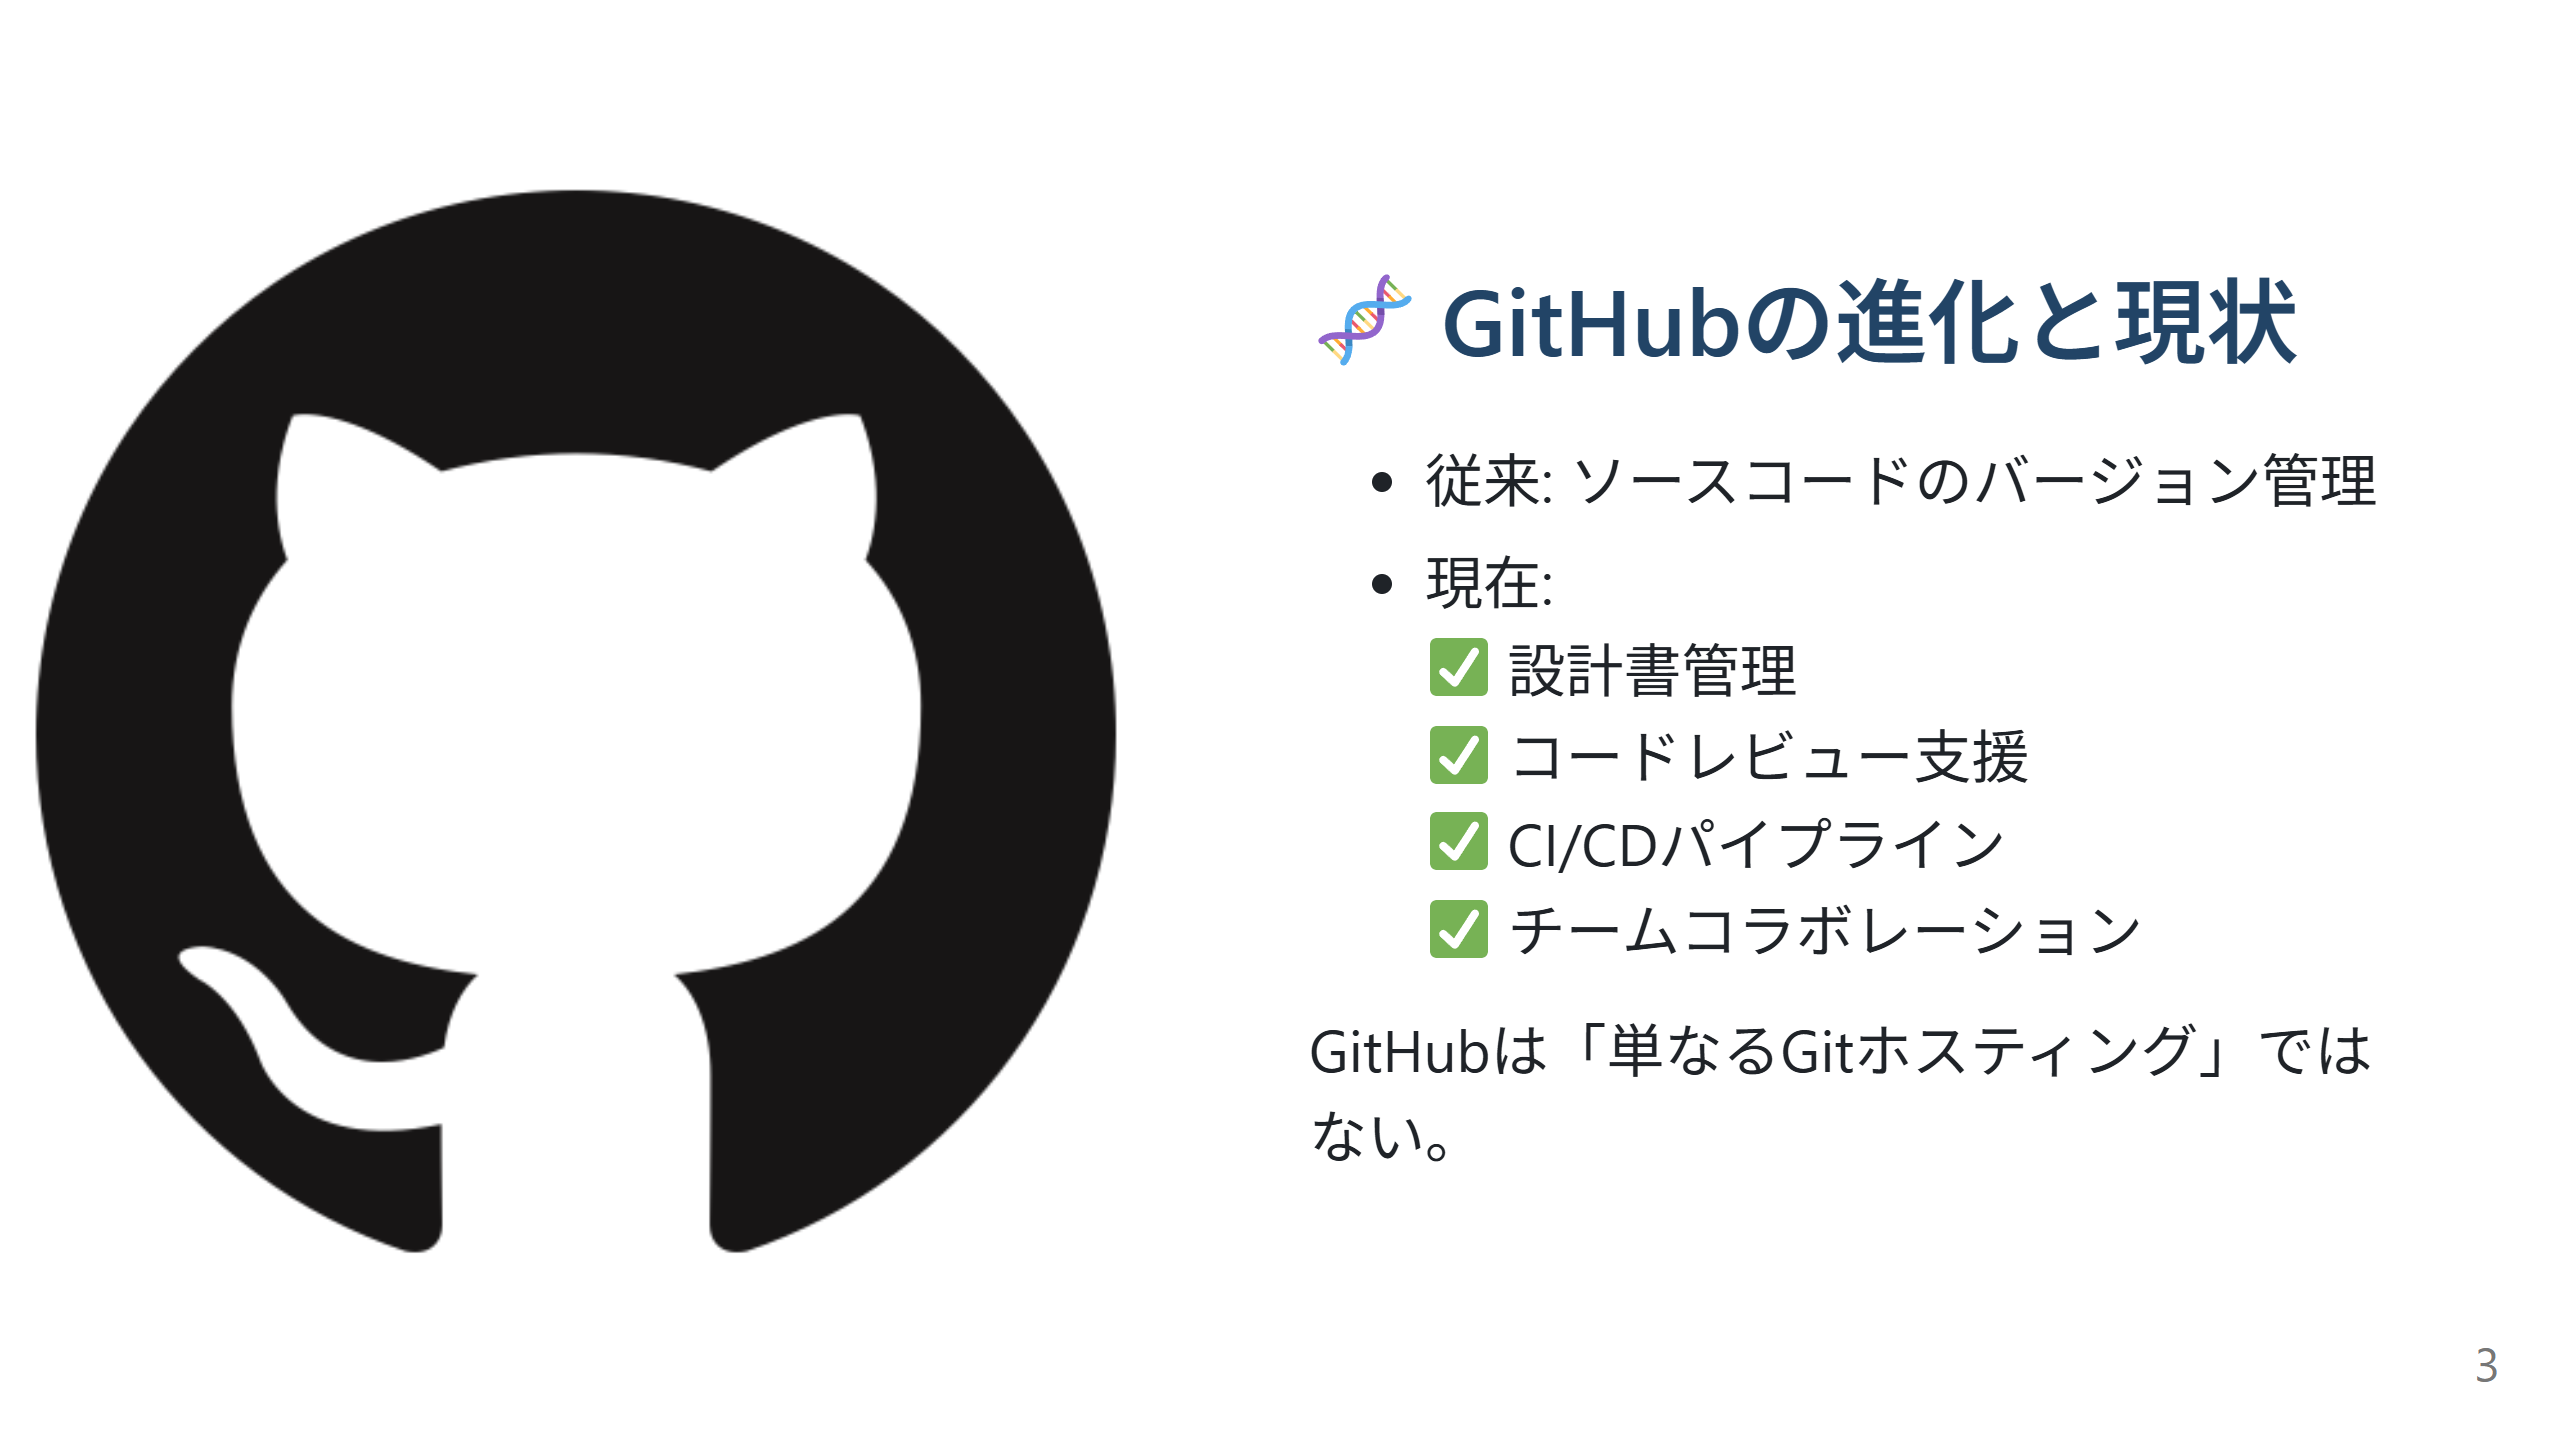 🧬 GitHubの進化と現状
• 従来: ソースコードのバージョン管理
• 現在:
✅ 設計書管理
✅ コードレビュー支援
✅ CI/CDパイプライン
✅ チームコラボレーション
GitHubは「単なるGitホスティング」では
ない。
3